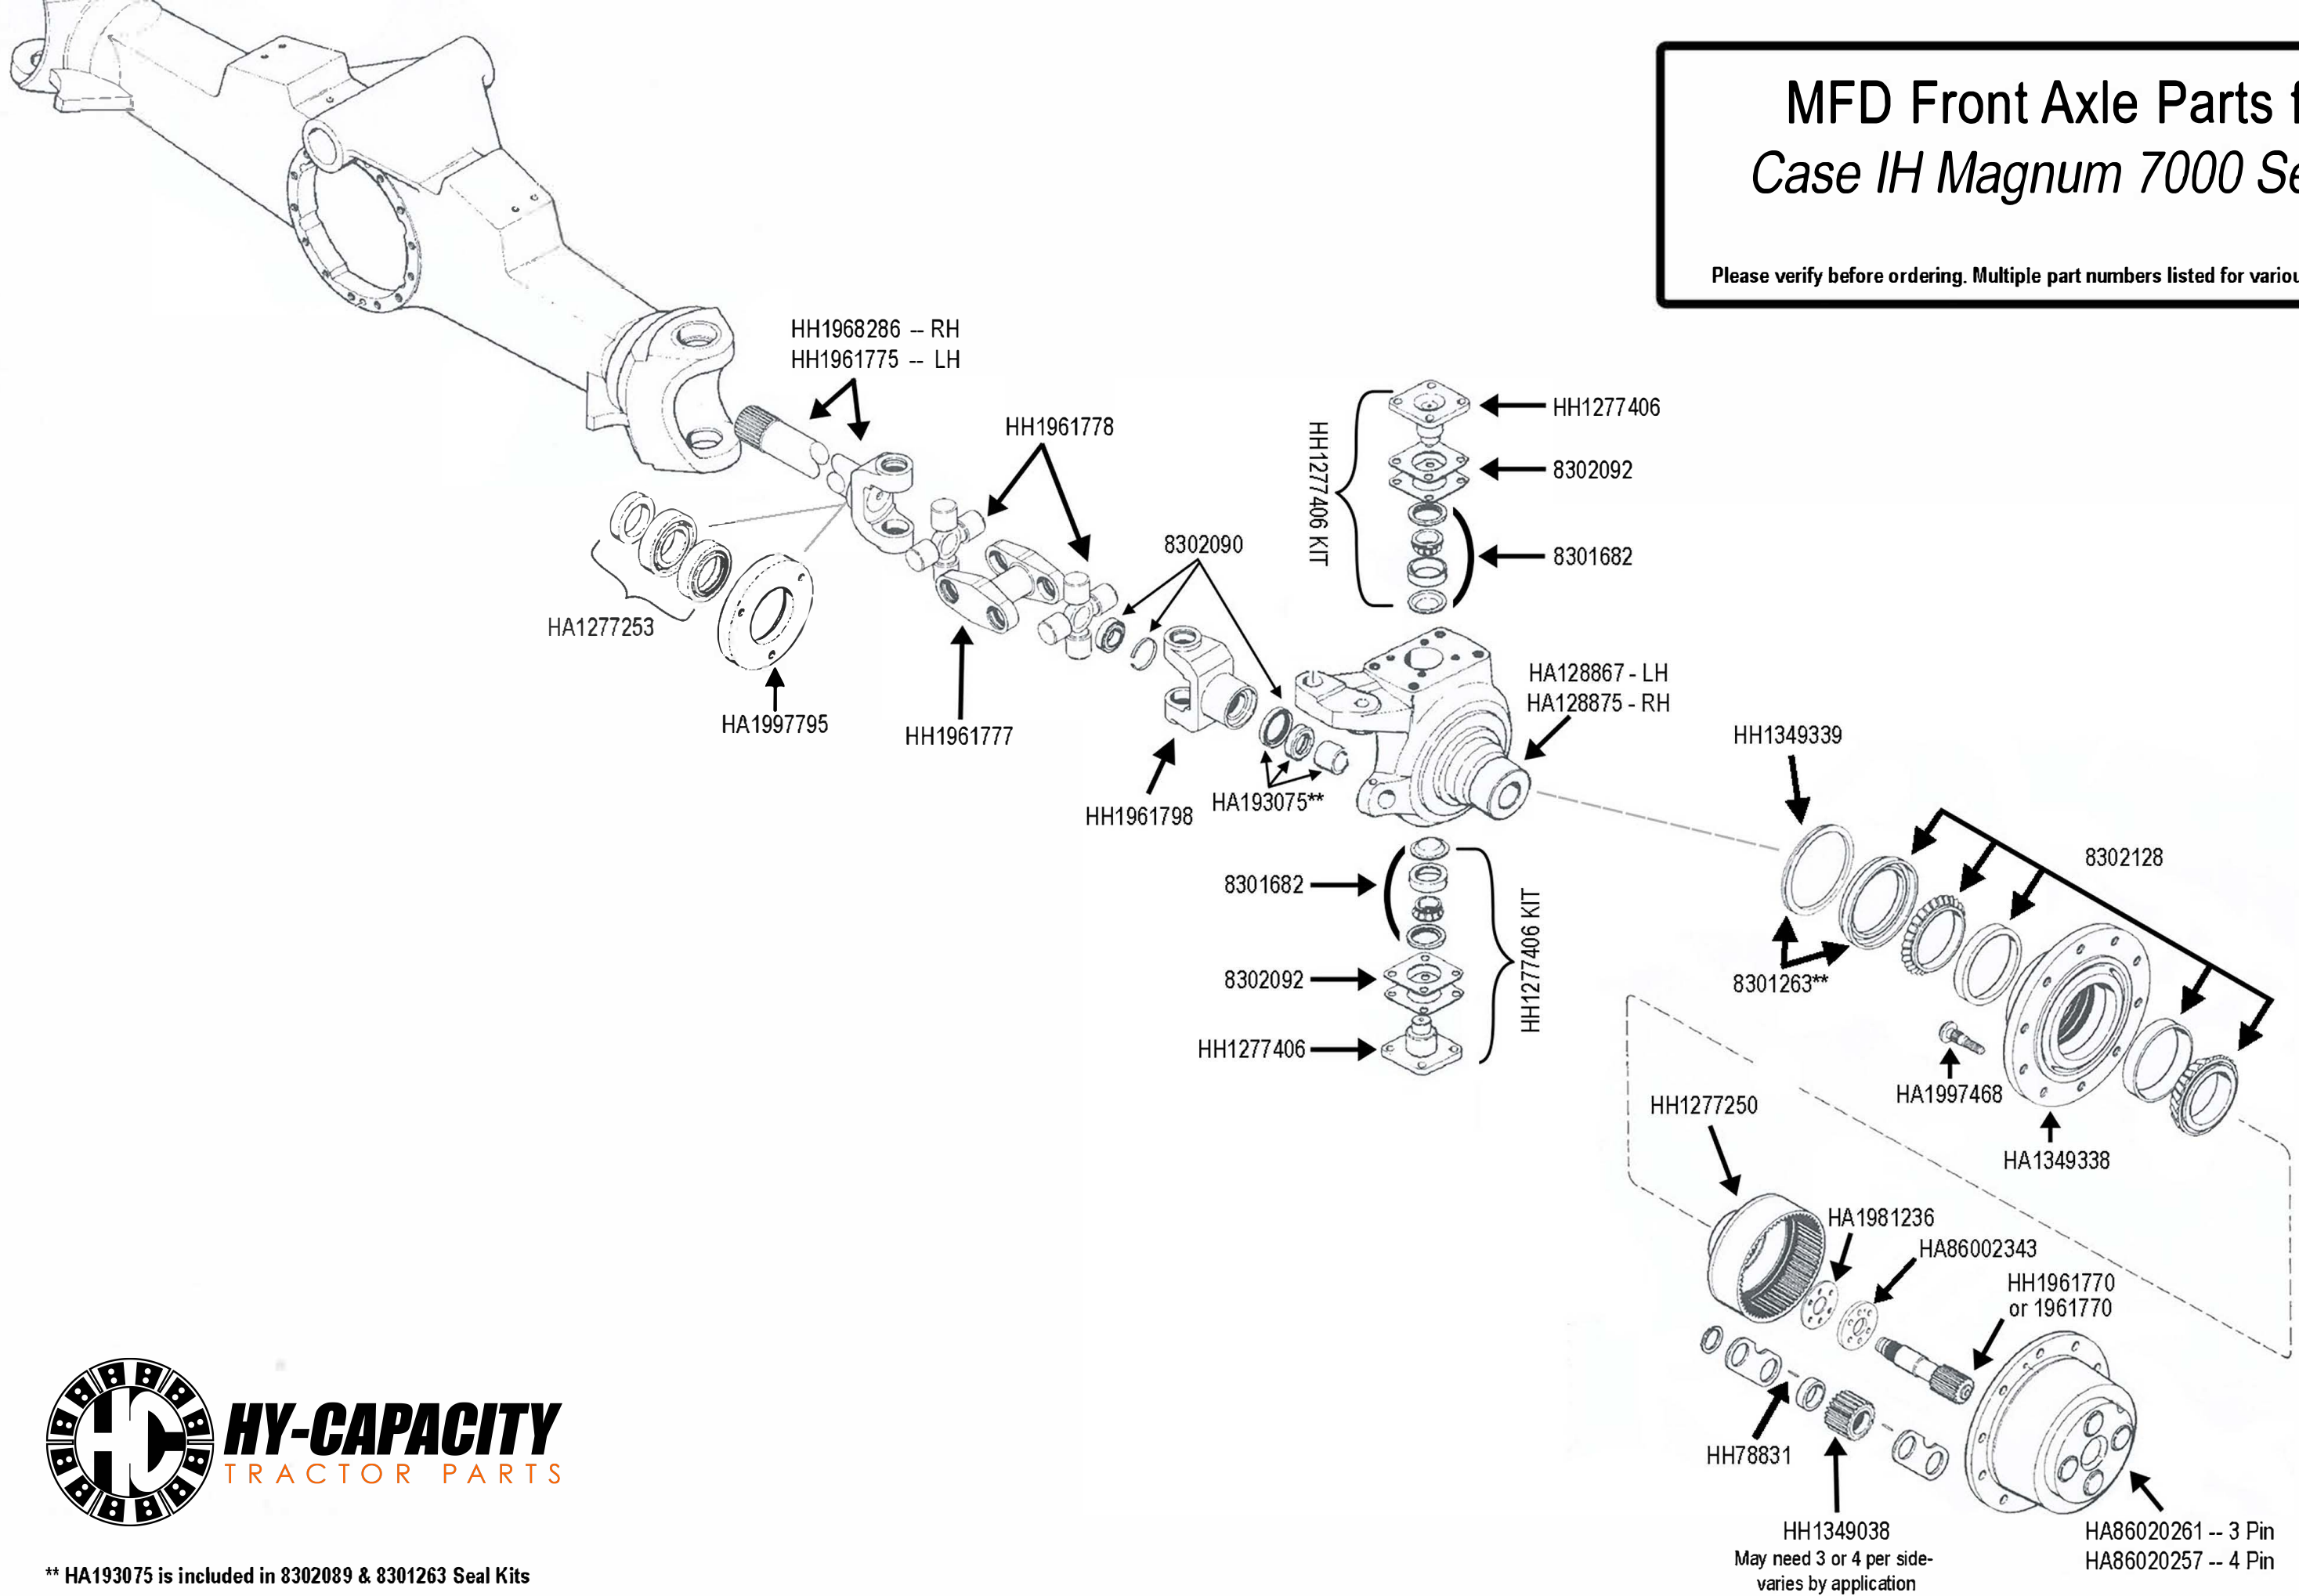 MFD Front Axle Parts
Case IH Magnum 7000
Please verify before ordering. Multiple part numbers listed for
HH1968286 -- RH
HH1961775 -- LH
HH1961778
HH1277406
8302092
HH1277406 KIT
8301682
8302090
HA1277253
HA1997795
HH1961777
HA128867 - LH
HA128875 - RH
HH1961798
HA193075**
HH1349339
8302128
8301682
HH1277406 KIT
8302092
HH1277406
8301263**
HA1997468
HA1349338
HH1277250
HA1981236
HA86002343
HH1961770
or 1961770
HH78831
HH1349038
May need 3 or 4 per side-
varies by application
HA86020261 -- 3 Pin
HA86020257 -- 4 Pin
HC
HY-CAPACITY
TRACTOR PARTS
** HA193075 is included in 8302089 & 8301263 Seal Kits